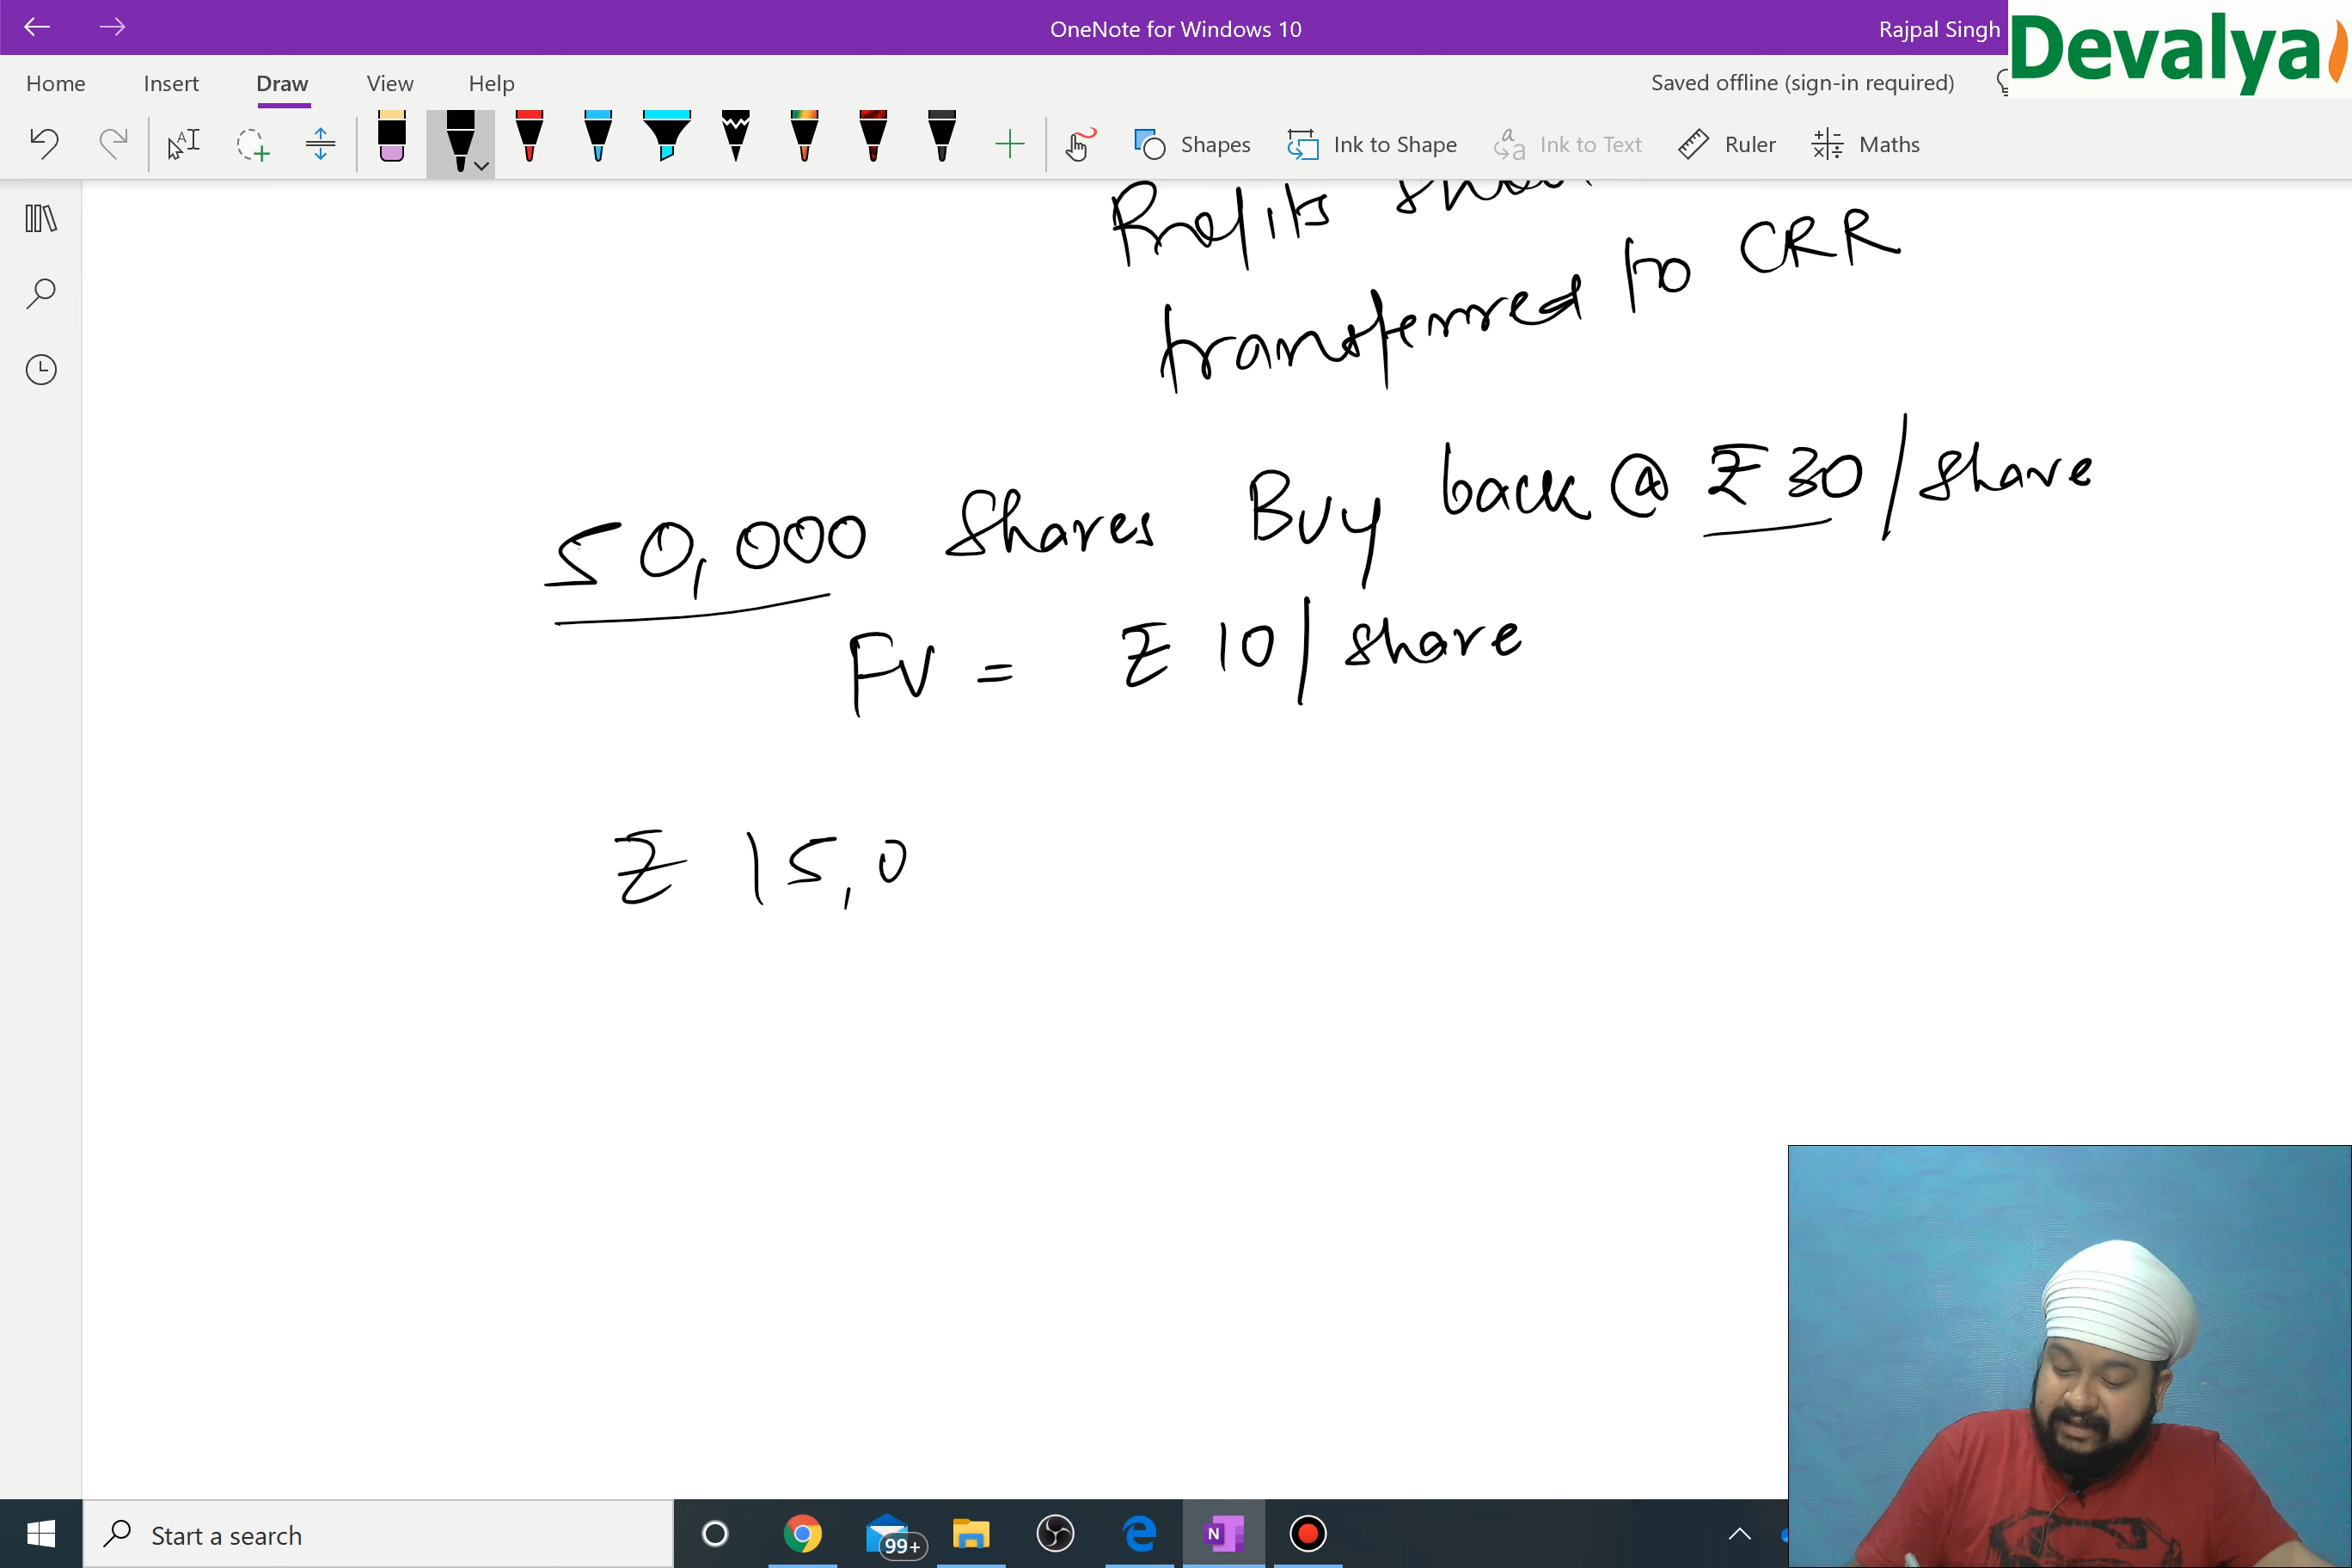 OneNote for Windows 10
Rajpal Singh
Devalya
Home Insert Draw View Help
Saved offline (sign-in required)
Shapes Ink to Shape Ink to Text Ruler Maths
Profits
transferred to CRR
50,000 Shares Buy back @ ₹ 30/share
FV = ₹ 10/share
₹ 15,0
Start a search
99+